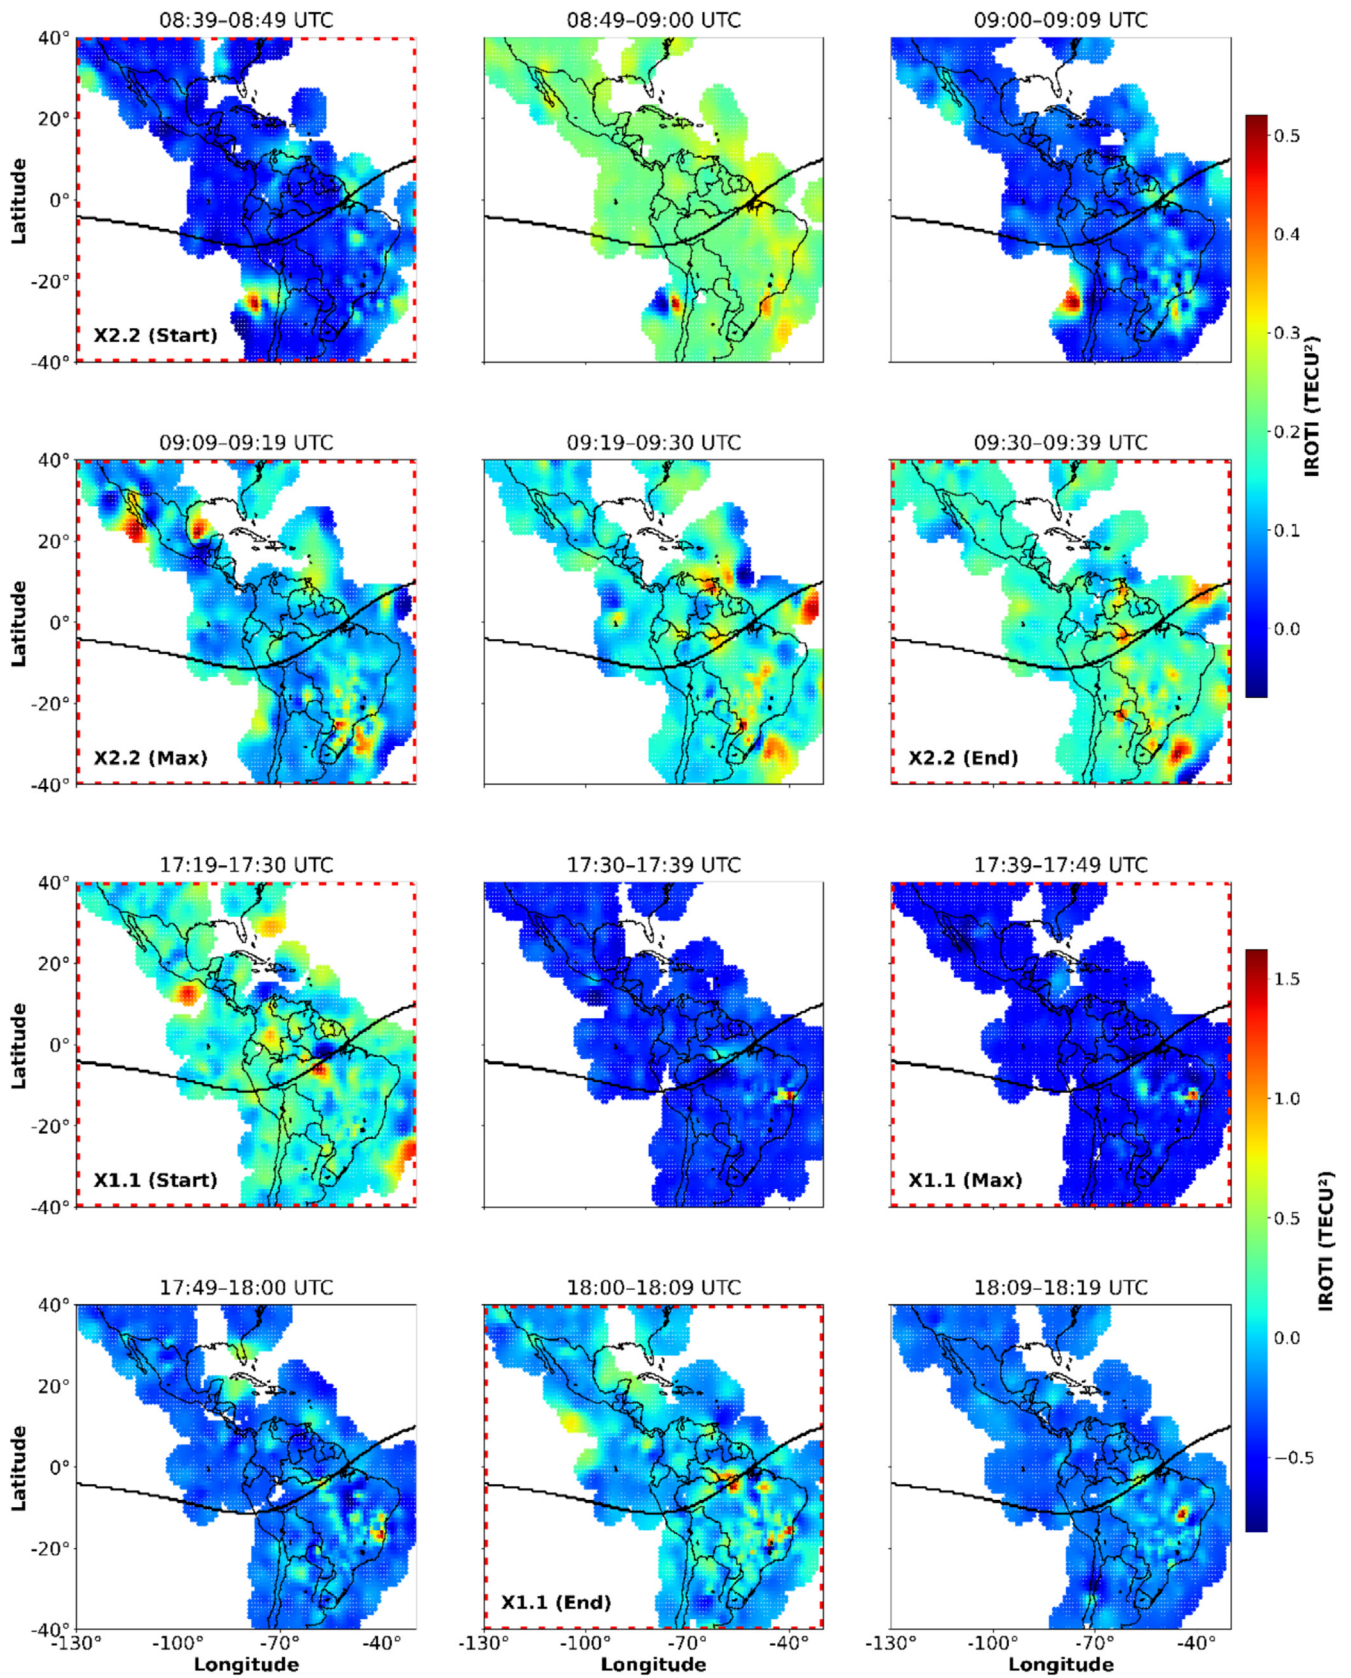 08:39–08:49 UTC
08:49–09:00 UTC
09:00–09:09 UTC
40°
20°
0°
-20°
-40°
Latitude
X2.2 (Start)
09:09–09:19 UTC
09:19–09:30 UTC
09:30–09:39 UTC
40°
20°
0°
-20°
-40°
Latitude
X2.2 (Max)
X2.2 (End)
0.5
0.4
0.3
0.2
0.1
0.0
IROTI (TECU²)
17:19–17:30 UTC
17:30–17:39 UTC
17:39–17:49 UTC
40°
20°
0°
-20°
-40°
Latitude
X1.1 (Start)
X1.1 (Max)
17:49–18:00 UTC
18:00–18:09 UTC
18:09–18:19 UTC
40°
20°
0°
-20°
-40°
Latitude
X1.1 (End)
1.5
1.0
0.5
0.0
−0.5
IROTI (TECU²)
-130° -100° -70° -40°
-130° -100° -70° -40°
-130° -100° -70° -40°
Longitude
Longitude
Longitude